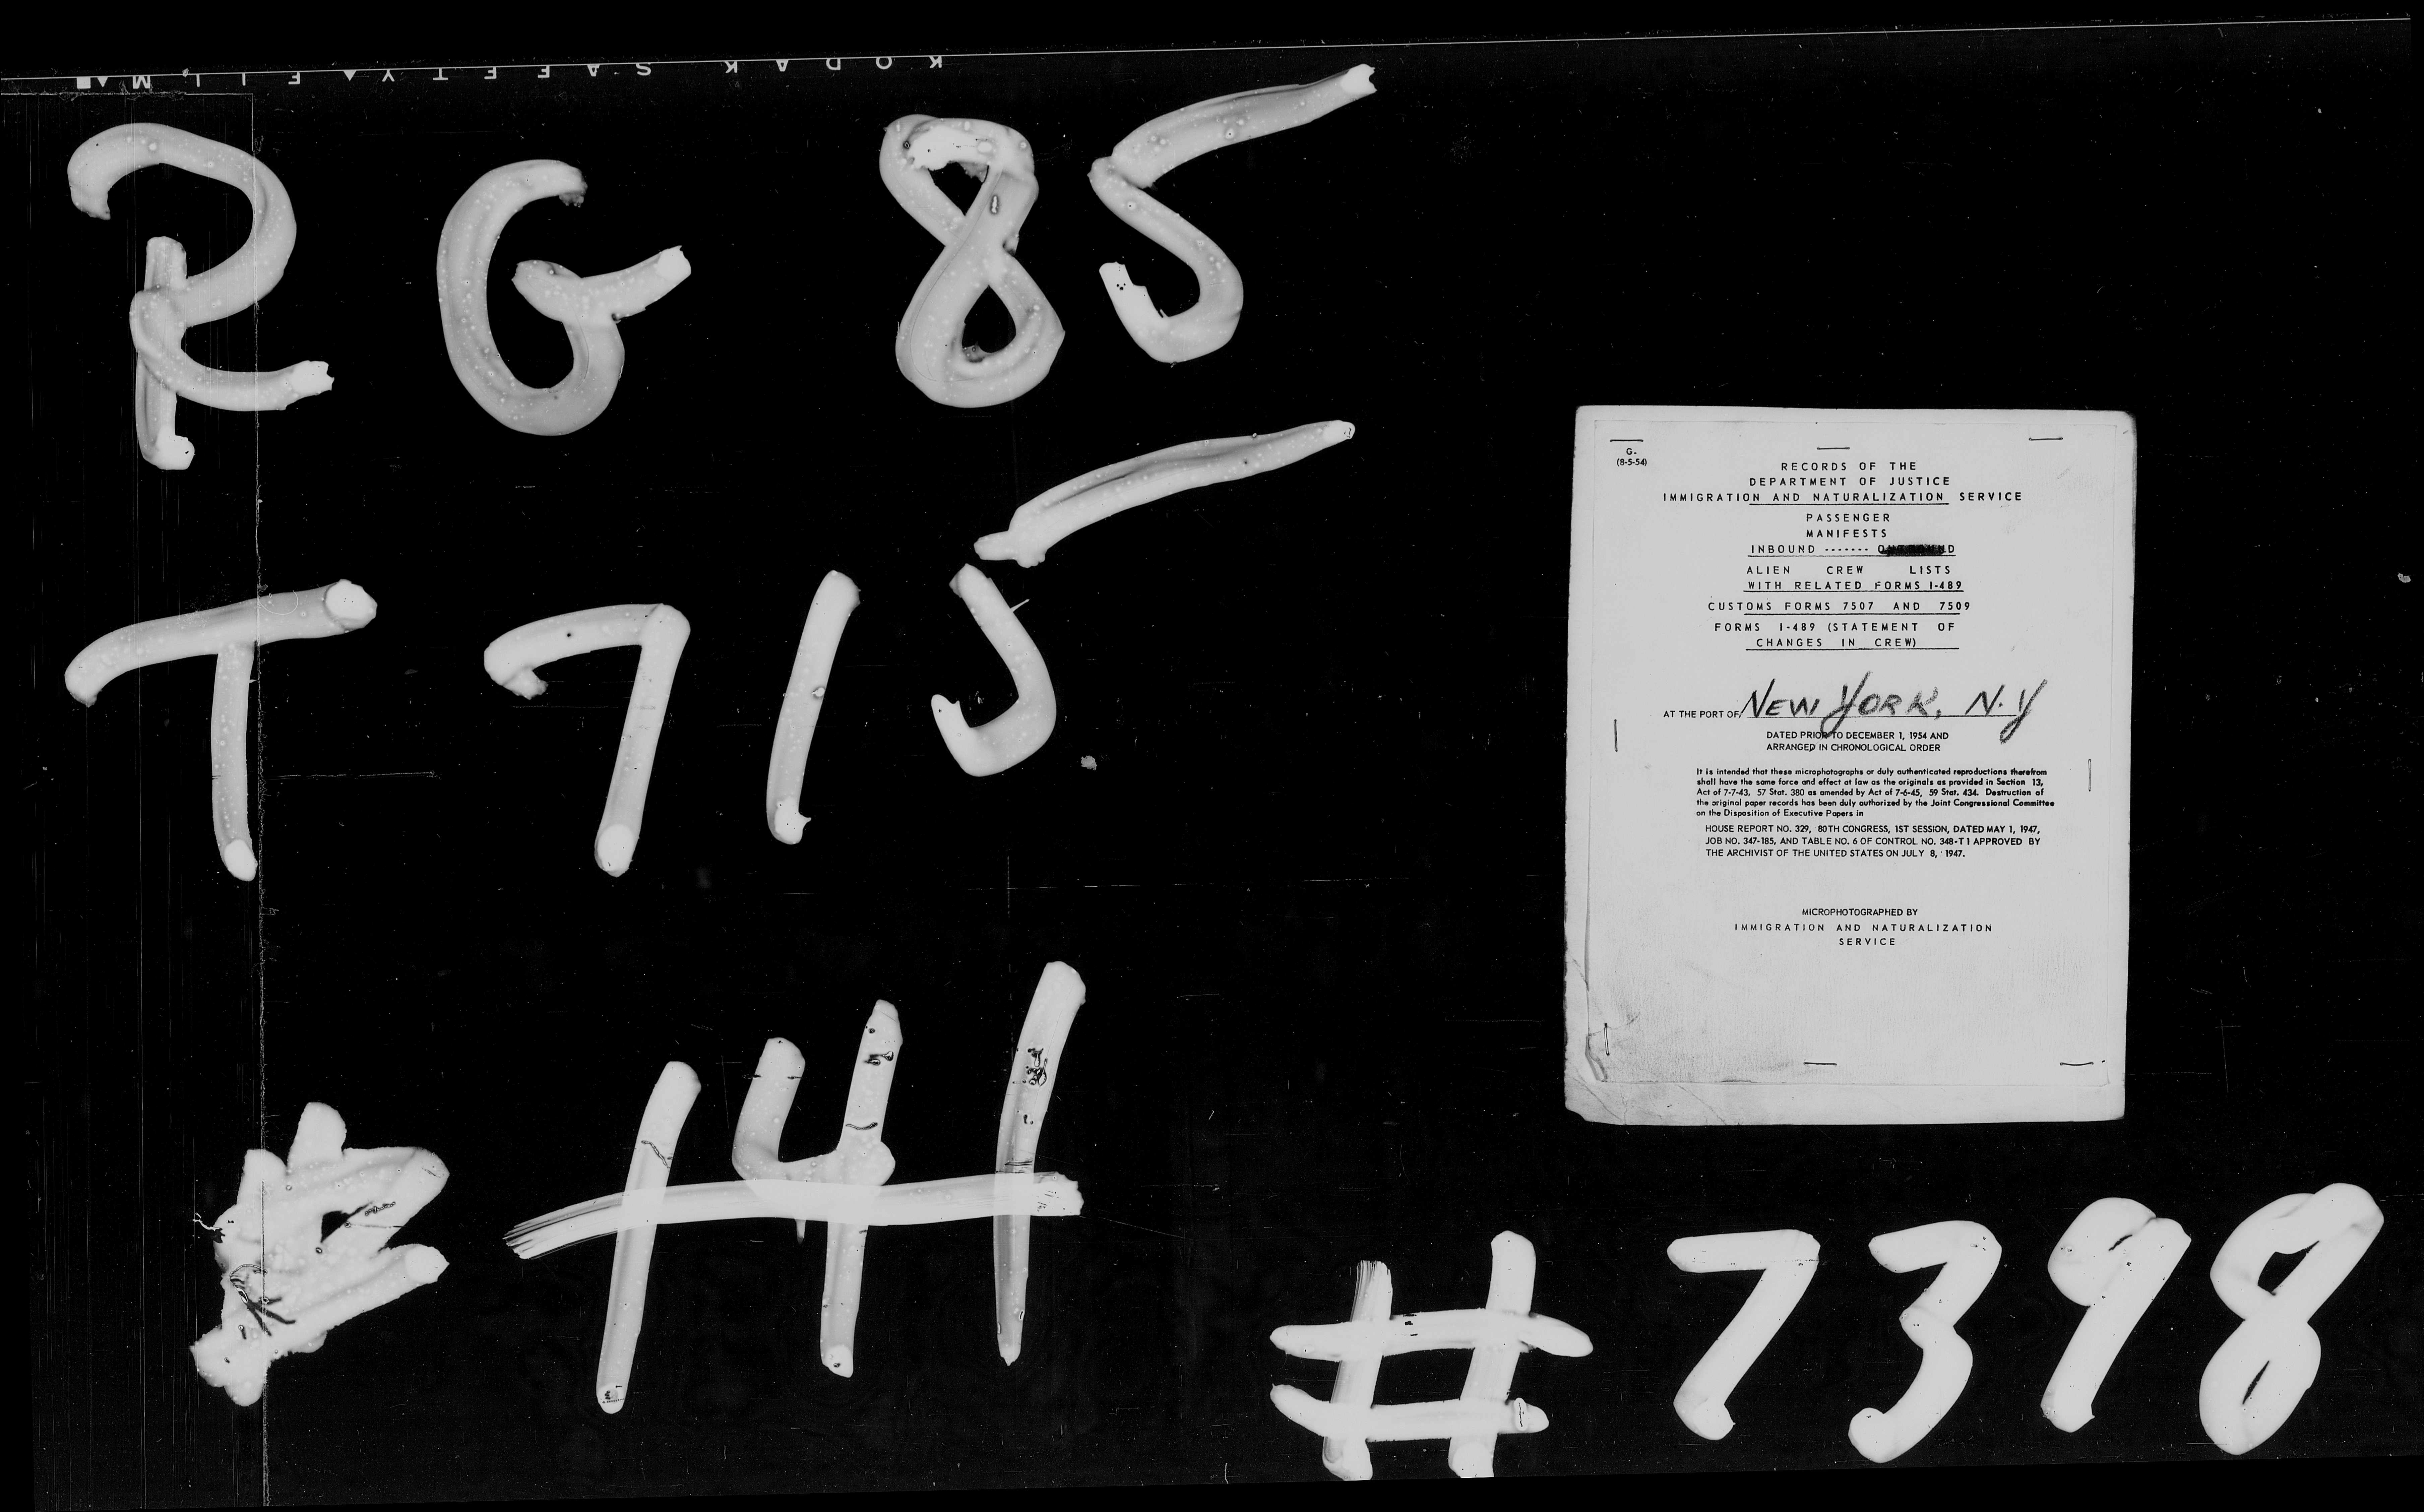 KODAK SAFETY FILM
RG 85
T 715
# 141
# 7398
G.
(8-5-54)
RECORDS OF THE
DEPARTMENT OF JUSTICE
IMMIGRATION AND NATURALIZATION SERVICE
PASSENGER
MANIFESTS
INBOUND -------
ALIEN CREW LISTS
WITH RELATED FORMS I-489
CUSTOMS FORMS 7507 AND 7509
FORMS I-489 (STATEMENT OF
CHANGES IN CREW)
AT THE PORT OF NEW YORK, N.Y
DATED PRIOR TO DECEMBER 1, 1954 AND
ARRANGED IN CHRONOLOGICAL ORDER
It is intended that these microphotographs or duly authenticated reproductions therefrom
shall have the same force and effect at law as the originals as provided in Section 13,
Act of 7-7-43, 57 Stat. 380 as amended by Act of 7-6-45, 59 Stat. 434. Destruction of
the original paper records has been duly authorized by the Joint Congressional Committee
on the Disposition of Executive Papers in
HOUSE REPORT NO. 329, 80TH CONGRESS, 1ST SESSION, DATED MAY 1, 1947,
JOB NO. 347-185, AND TABLE NO. 6 OF CONTROL NO. 348-T1 APPROVED BY
THE ARCHIVIST OF THE UNITED STATES ON JULY 8, 1947.
MICROPHOTOGRAPHED BY
IMMIGRATION AND NATURALIZATION
SERVICE